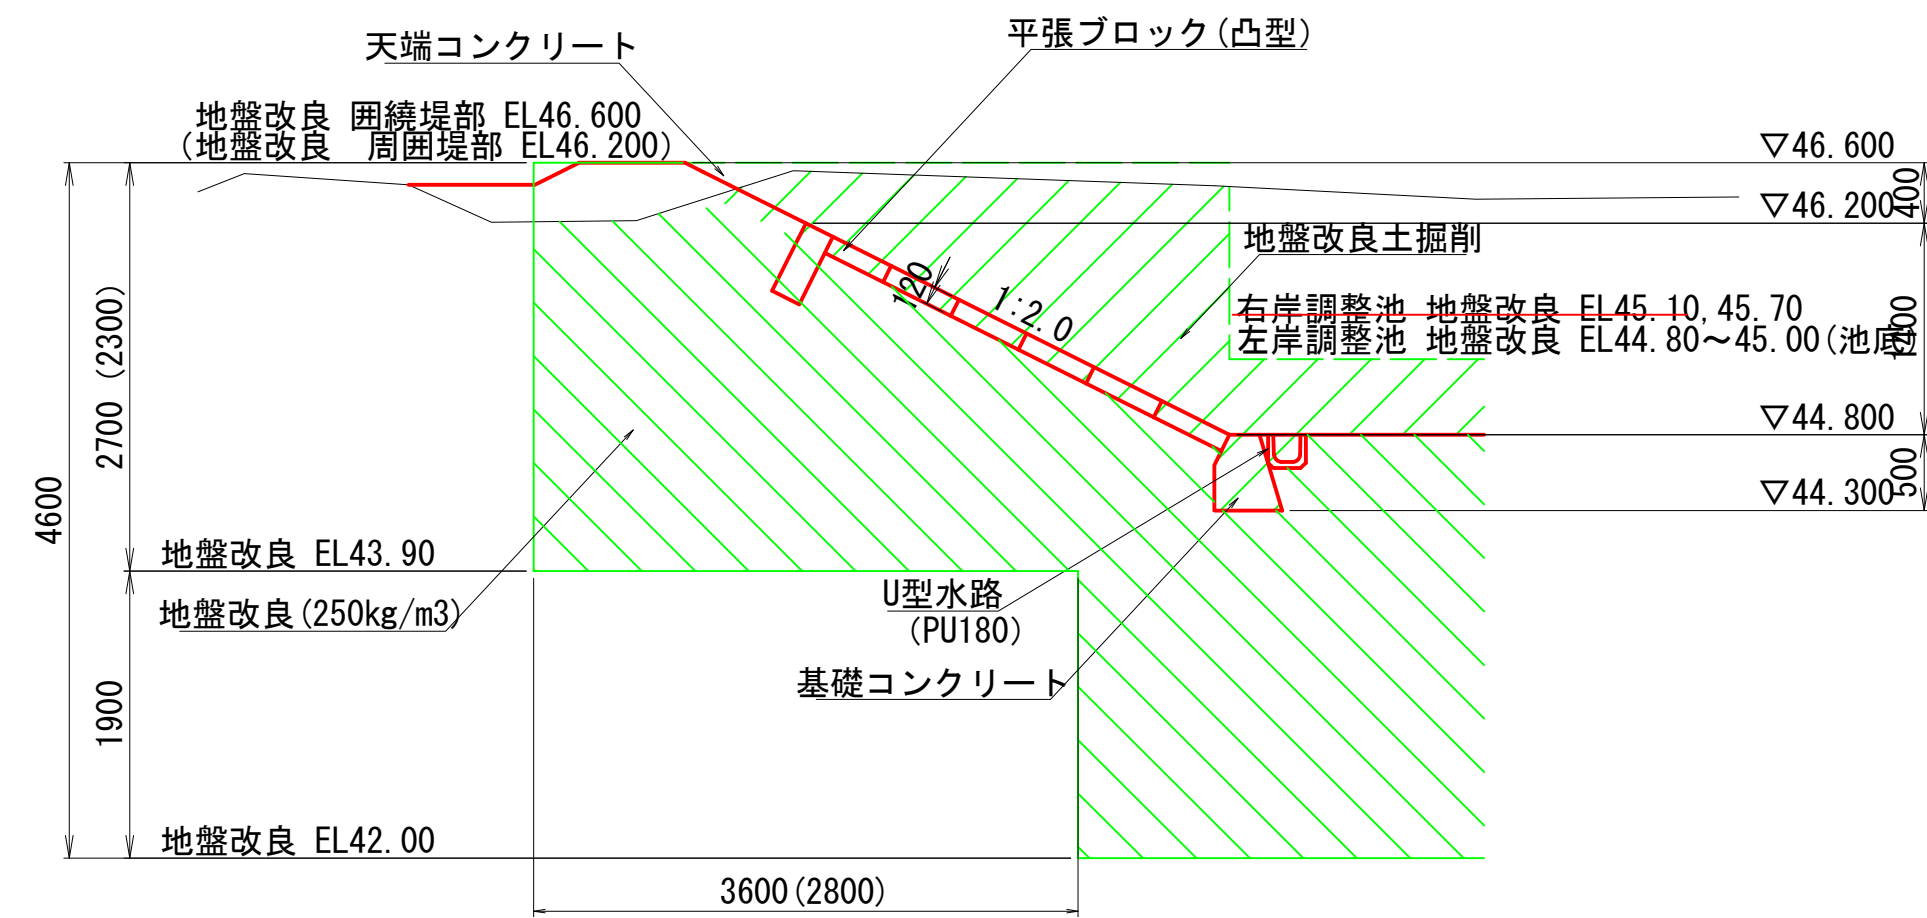 平張ブロック(凸型)
天端コンクリート
地盤改良 囲繞堤部 EL46.600
(地盤改良 周囲堤部 EL46.200)
▽46.600
400
▽46.200
地盤改良土掘削
120
1:2.0
右岸調整池 地盤改良 EL45.10,45.70
左岸調整池 地盤改良 EL44.80～45.00(池底)
1400
2700 (2300)
▽44.800
4600
500
▽44.300
地盤改良 EL43.90
U型水路
(PU180)
地盤改良(250kg/m3)
基礎コンクリート
1900
地盤改良 EL42.00
3600(2800)